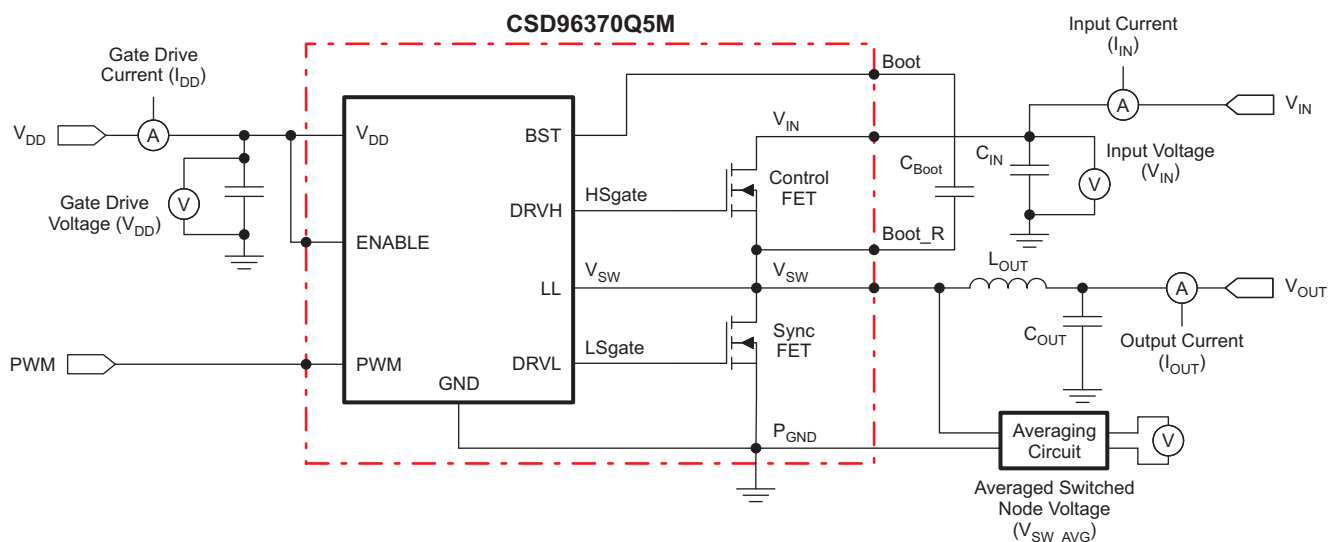 CSD96370Q5M
Gate Drive
Current (I_DD)
Input Current
(I_IN)
Boot
A
V_DD
A
V_DD
BST
V_IN
V_IN
C_Boot
C_IN
Input Voltage
(V_IN)
V
Gate Drive
Voltage (V_DD)
V
DRVH
HSgate
Control
FET
ENABLE
Boot_R
LL
V_SW
V_SW
L_OUT
A
V_OUT
C_OUT
Output Current
(I_OUT)
Sync
FET
PWM
PWM
DRVL
LSgate
GND
P_GND
Averaging
Circuit
V
Averaged Switched
Node Voltage
(V_SW_AVG)